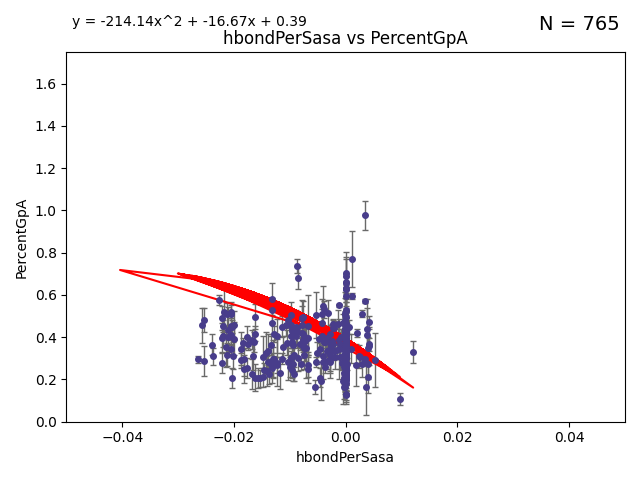 y = -214.14x^2 + -16.67x + 0.39
N = 765
hbondPerSasa vs PercentGpA
PercentGpA
1.6
1.4
1.2
1.0
0.8
0.6
0.4
0.2
0.0
−0.04 −0.02 0.00 0.02 0.04
hbondPerSasa